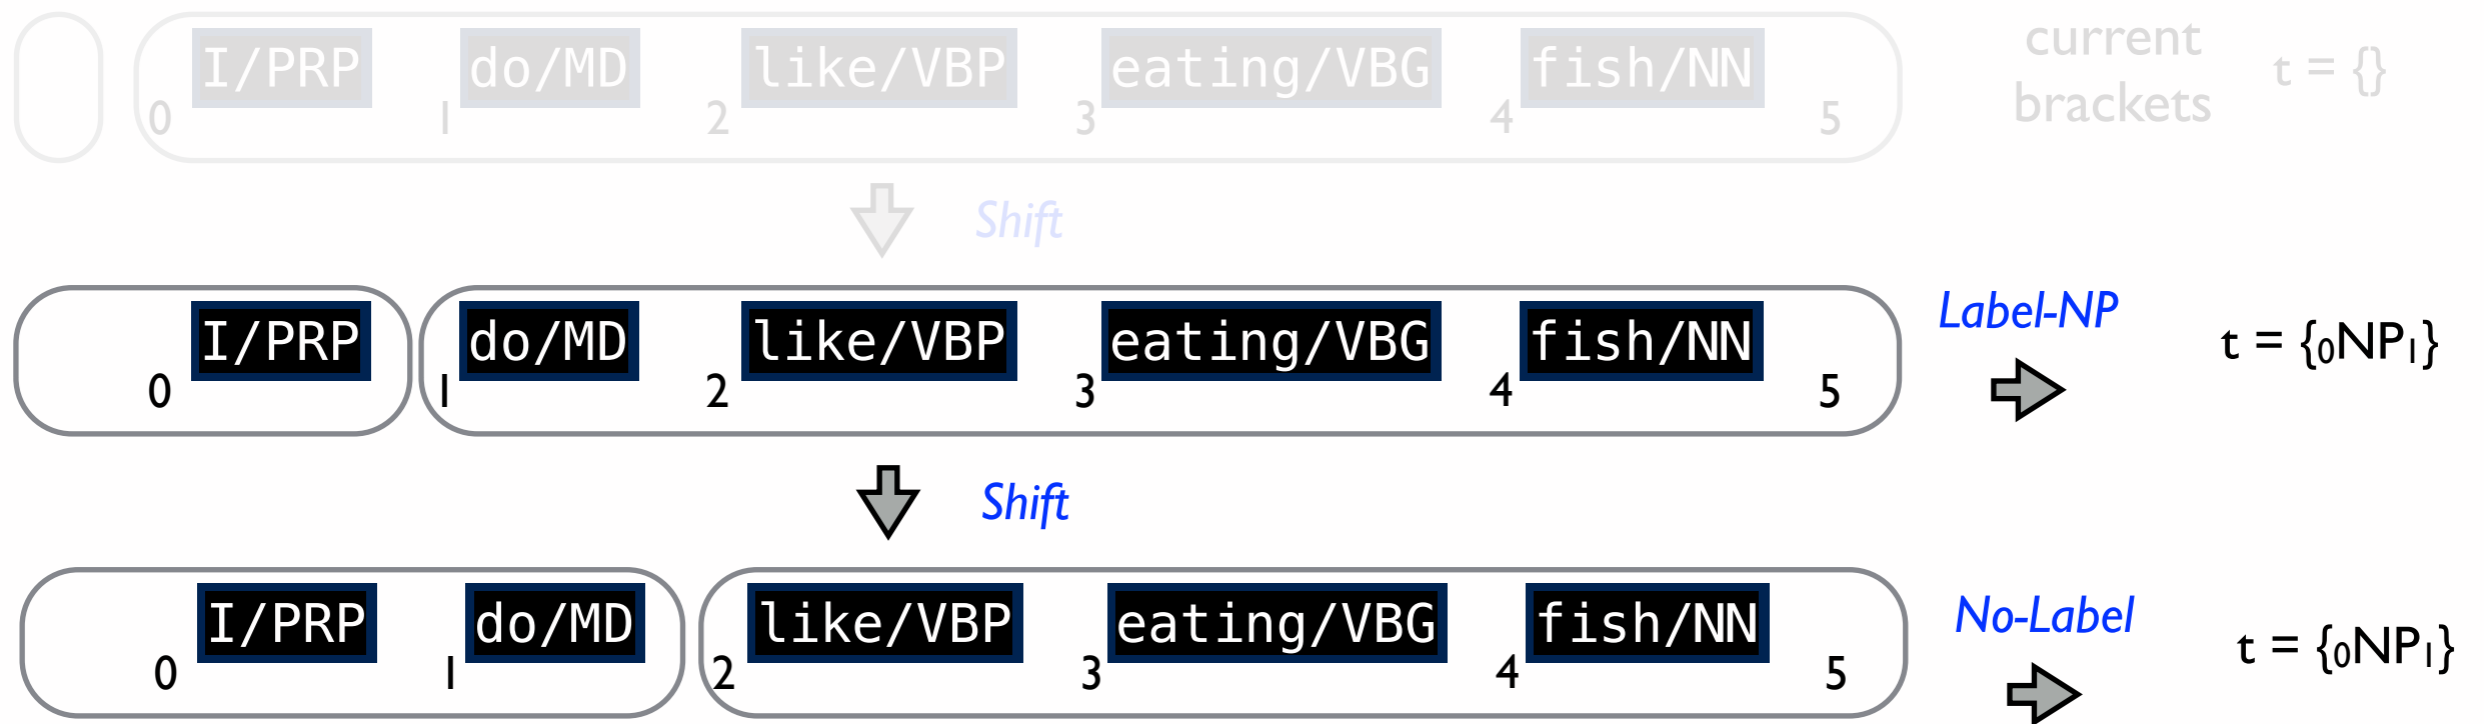 I/PRP do/MD like/VBP eating/VBG fish/NN current brackets t = {}
0 1 2 3 4 5
Shift
I/PRP do/MD like/VBP eating/VBG fish/NN Label-NP t = {₀NP₁}
0 1 2 3 4 5
Shift
I/PRP do/MD like/VBP eating/VBG fish/NN No-Label t = {₀NP₁}
0 1 2 3 4 5